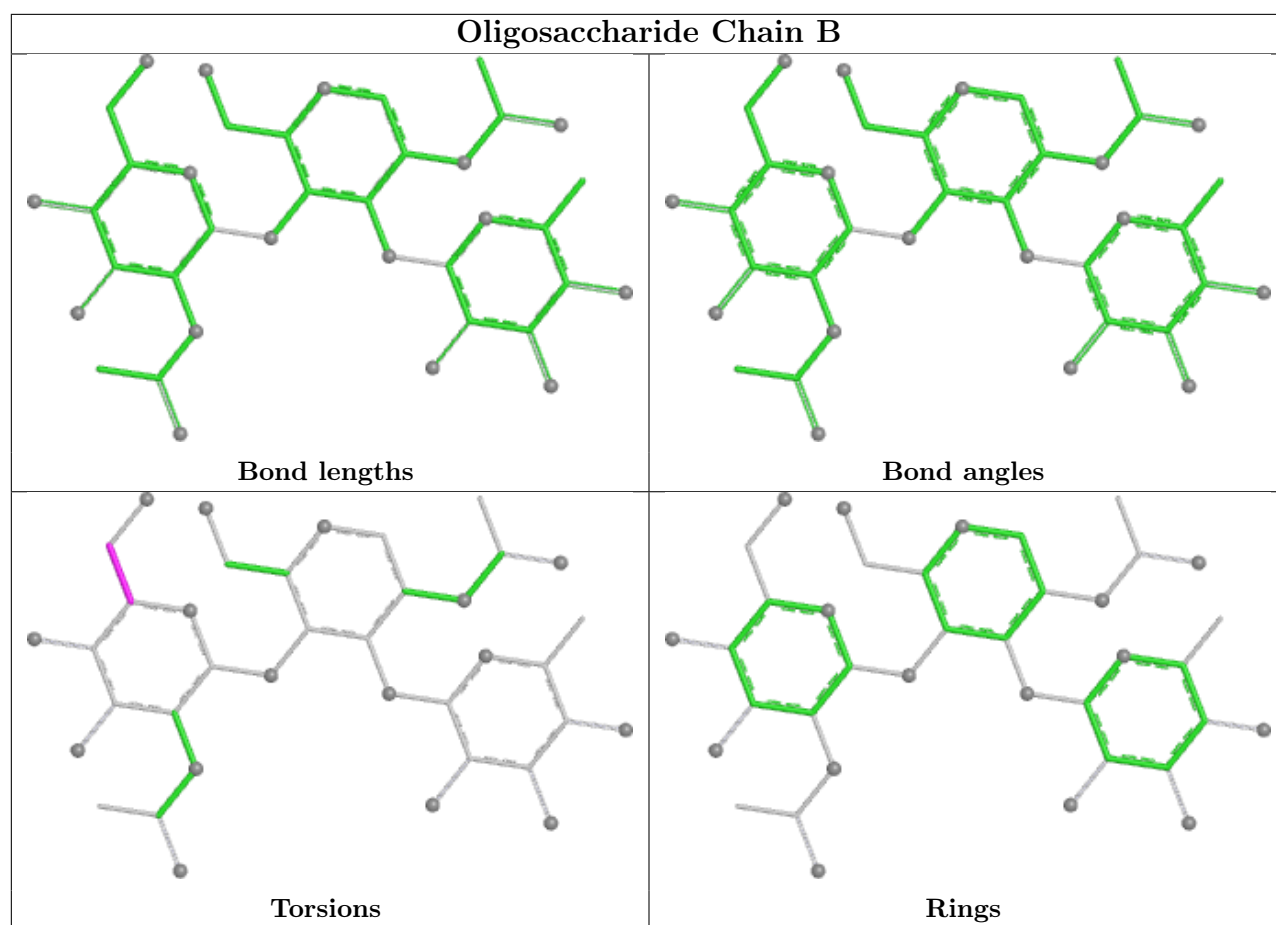 Oligosaccharide Chain B
Bond lengths
Bond angles
Torsions
Rings